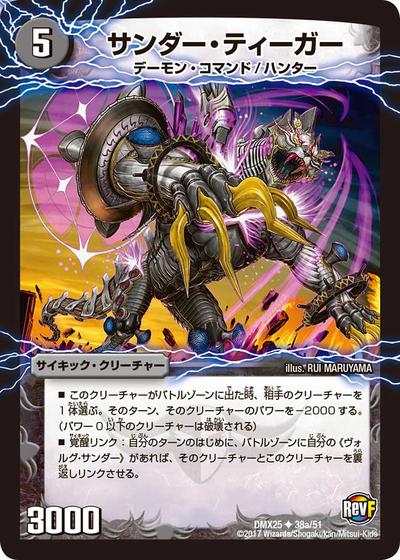 5
サンダー・ティーガー
デーモン・コマンド / ハンター
サイキック・クリーチャー
illus. RUI MARUYAMA
■ このクリーチャーがバトルゾーンに出た時、相手のクリーチャーを
1体選ぶ。そのターン、そのクリーチャーのパワーを-2000する。
(パワー0以下のクリーチャーは破壊される)
■ 覚醒リンク：自分のターンのはじめに、バトルゾーンに自分の《ヴォ
ルグ・サンダー》があれば、そのクリーチャーとこのクリーチャーを裏
返しリンクさせる。
RevF
3000
DMX25 ◆ 38a/51
©2017 Wizards/Shogakukan/Mitsui-Kids